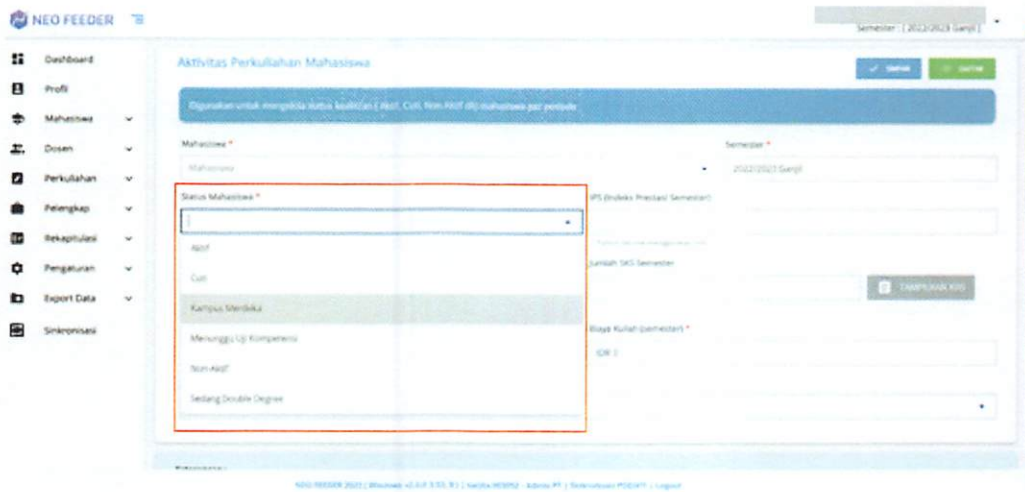 NEO FEEDER
Semester : [ 2022/2023 Ganjil ]
Dashboard
Profil
Mahasiswa
Dosen
Perkuliahan
Pelengkap
Rekapitulasi
Pengaturan
Export Data
Sinkronisasi
Aktivitas Perkuliahan Mahasiswa
SIMPAN
DAFTAR
Digunakan untuk mengelola status keaktifan ( Aktif, Cuti, Non-Aktif dll) mahasiswa per periode
Mahasiswa *
Semester *
Mahasiswa
2022/2023 Ganjil
Status Mahasiswa *
IPS (Indeks Prestasi Semester)
Aktif
Cuti
Kampus Merdeka
Menunggu Uji Kompetensi
Non-Aktif
Sedang Double Degree
Jumlah SKS Semester
TAMPILKAN KRS
Biaya Kuliah (semester) *